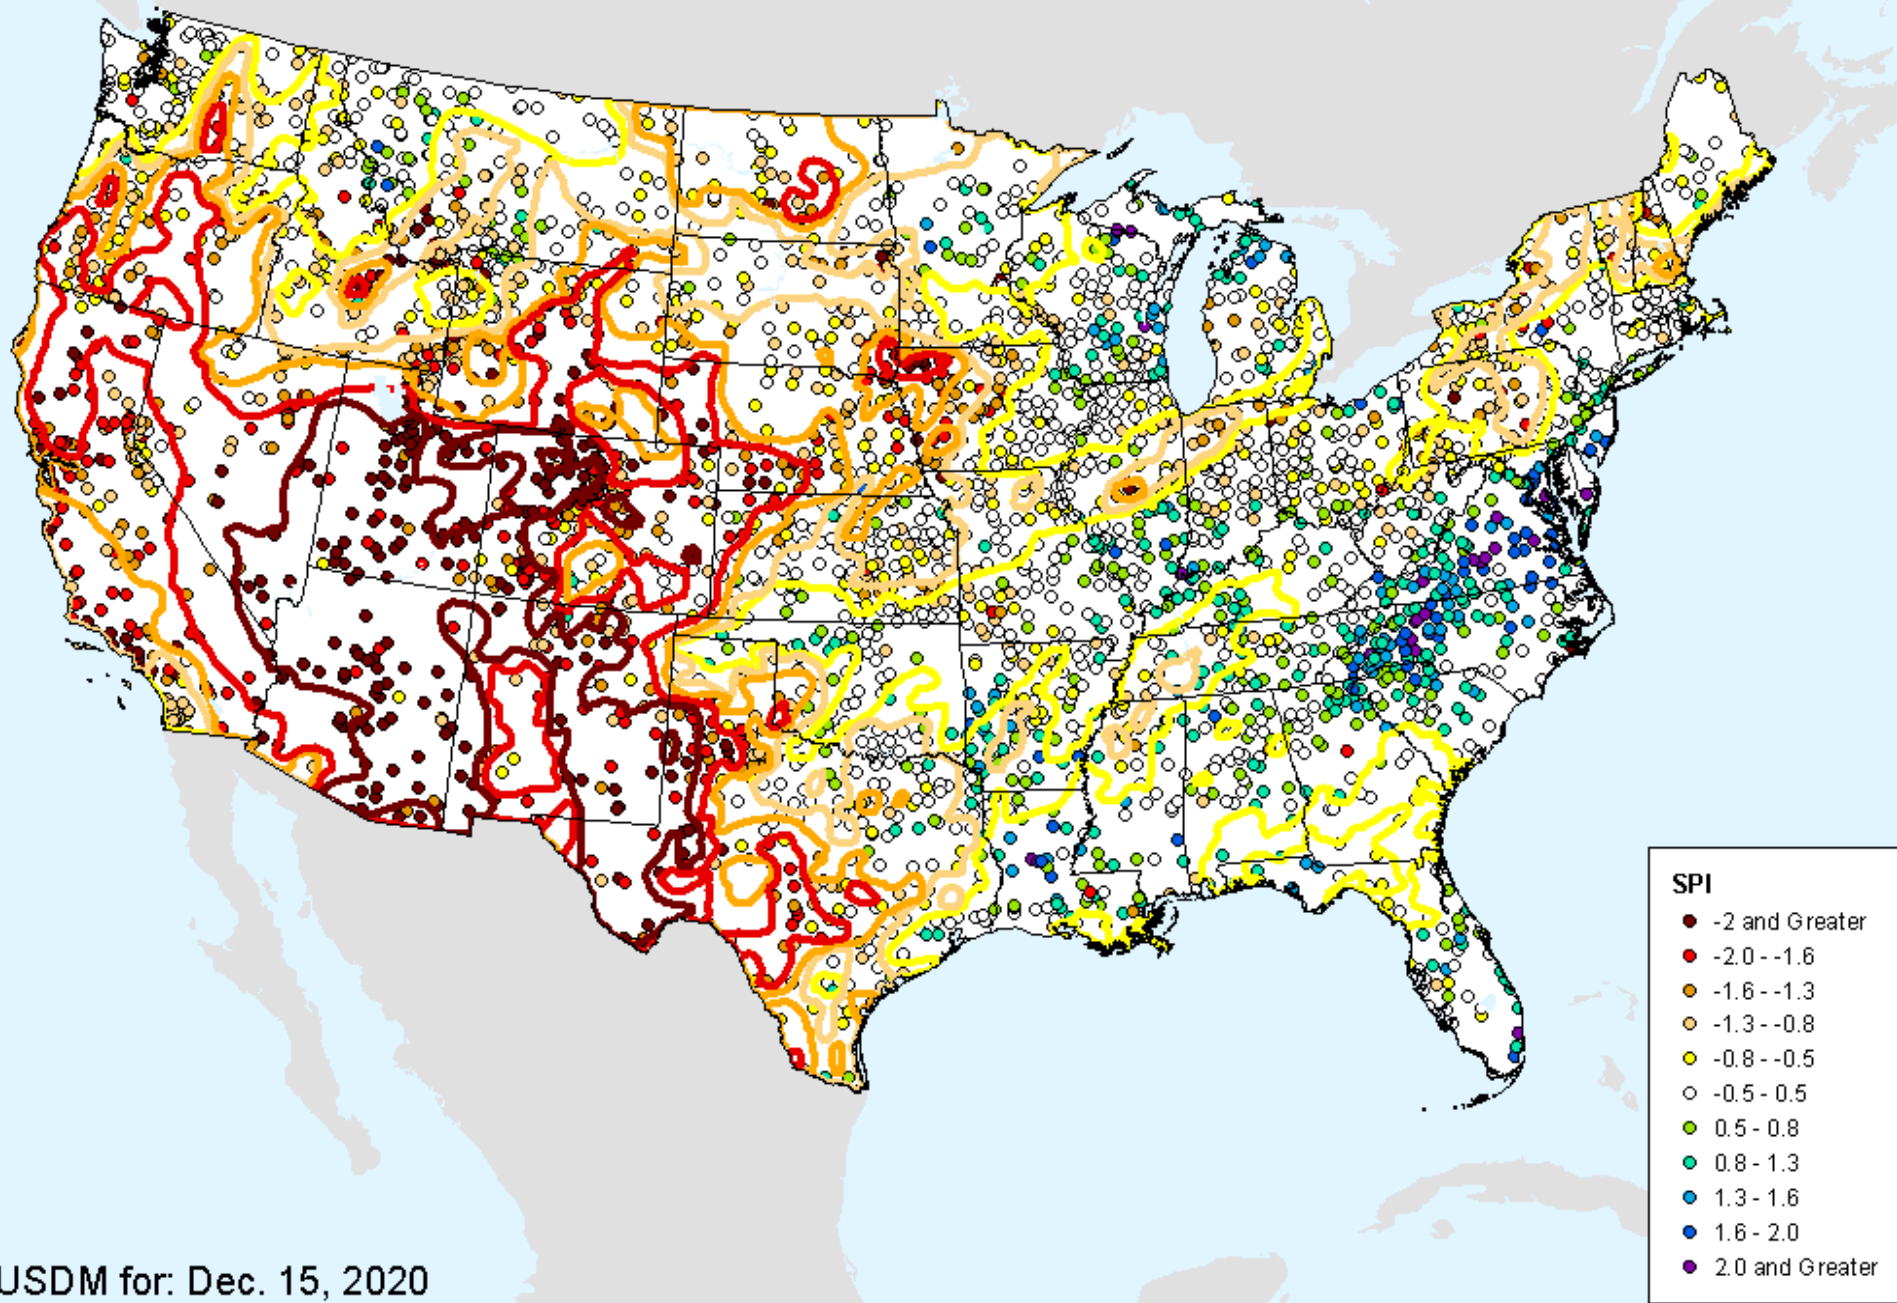 SPI
-2 and Greater
-2.0 - -1.6
-1.6 - -1.3
-1.3 - -0.8
-0.8 - -0.5
-0.5 - 0.5
0.5 - 0.8
0.8 - 1.3
1.3 - 1.6
1.6 - 2.0
2.0 and Greater
USDM for: Dec. 15, 2020